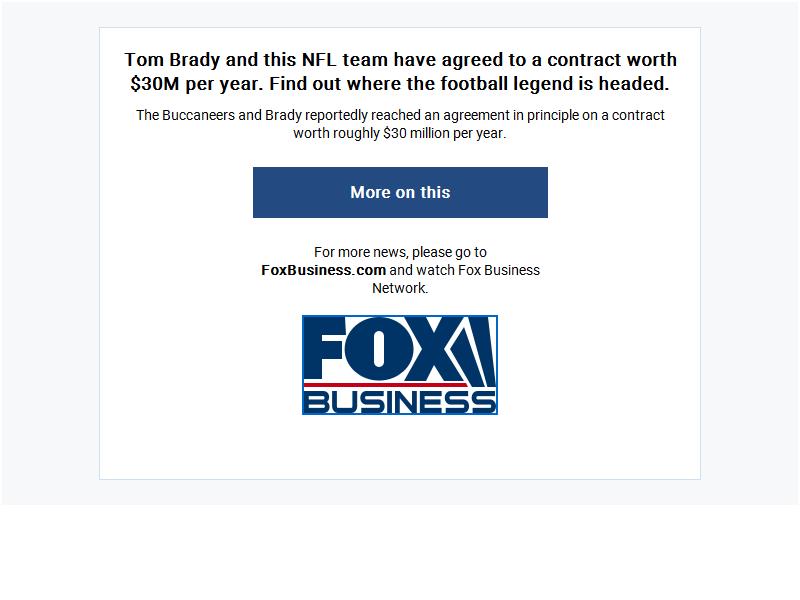 Tom Brady and this NFL team have agreed to a contract worth
$30M per year. Find out where the football legend is headed.
The Buccaneers and Brady reportedly reached an agreement in principle on a contract
worth roughly $30 million per year.
More on this
For more news, please go to
FoxBusiness.com and watch Fox Business
Network.
FOX
BUSINESS